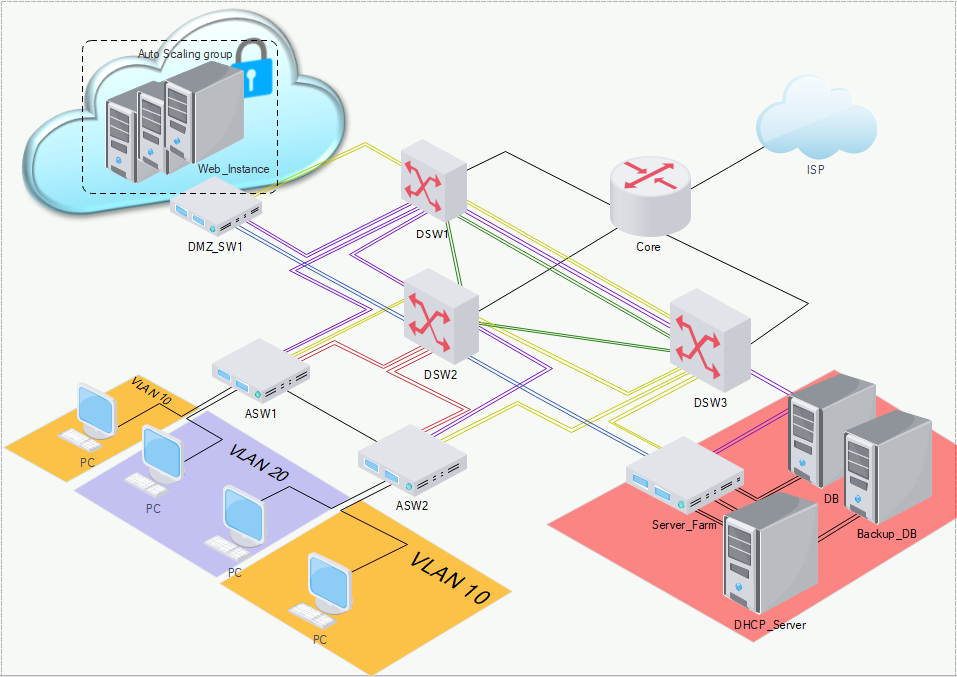 Auto Scaling group
Web_Instance
ISP
DSW1
DMZ_SW1
Core
DSW2
DSW3
VLAN 10
ASW1
PC
VLAN 20
PC
DB
ASW2
Server_Farm
Backup_DB
PC
VLAN 10
DHCP_Server
PC